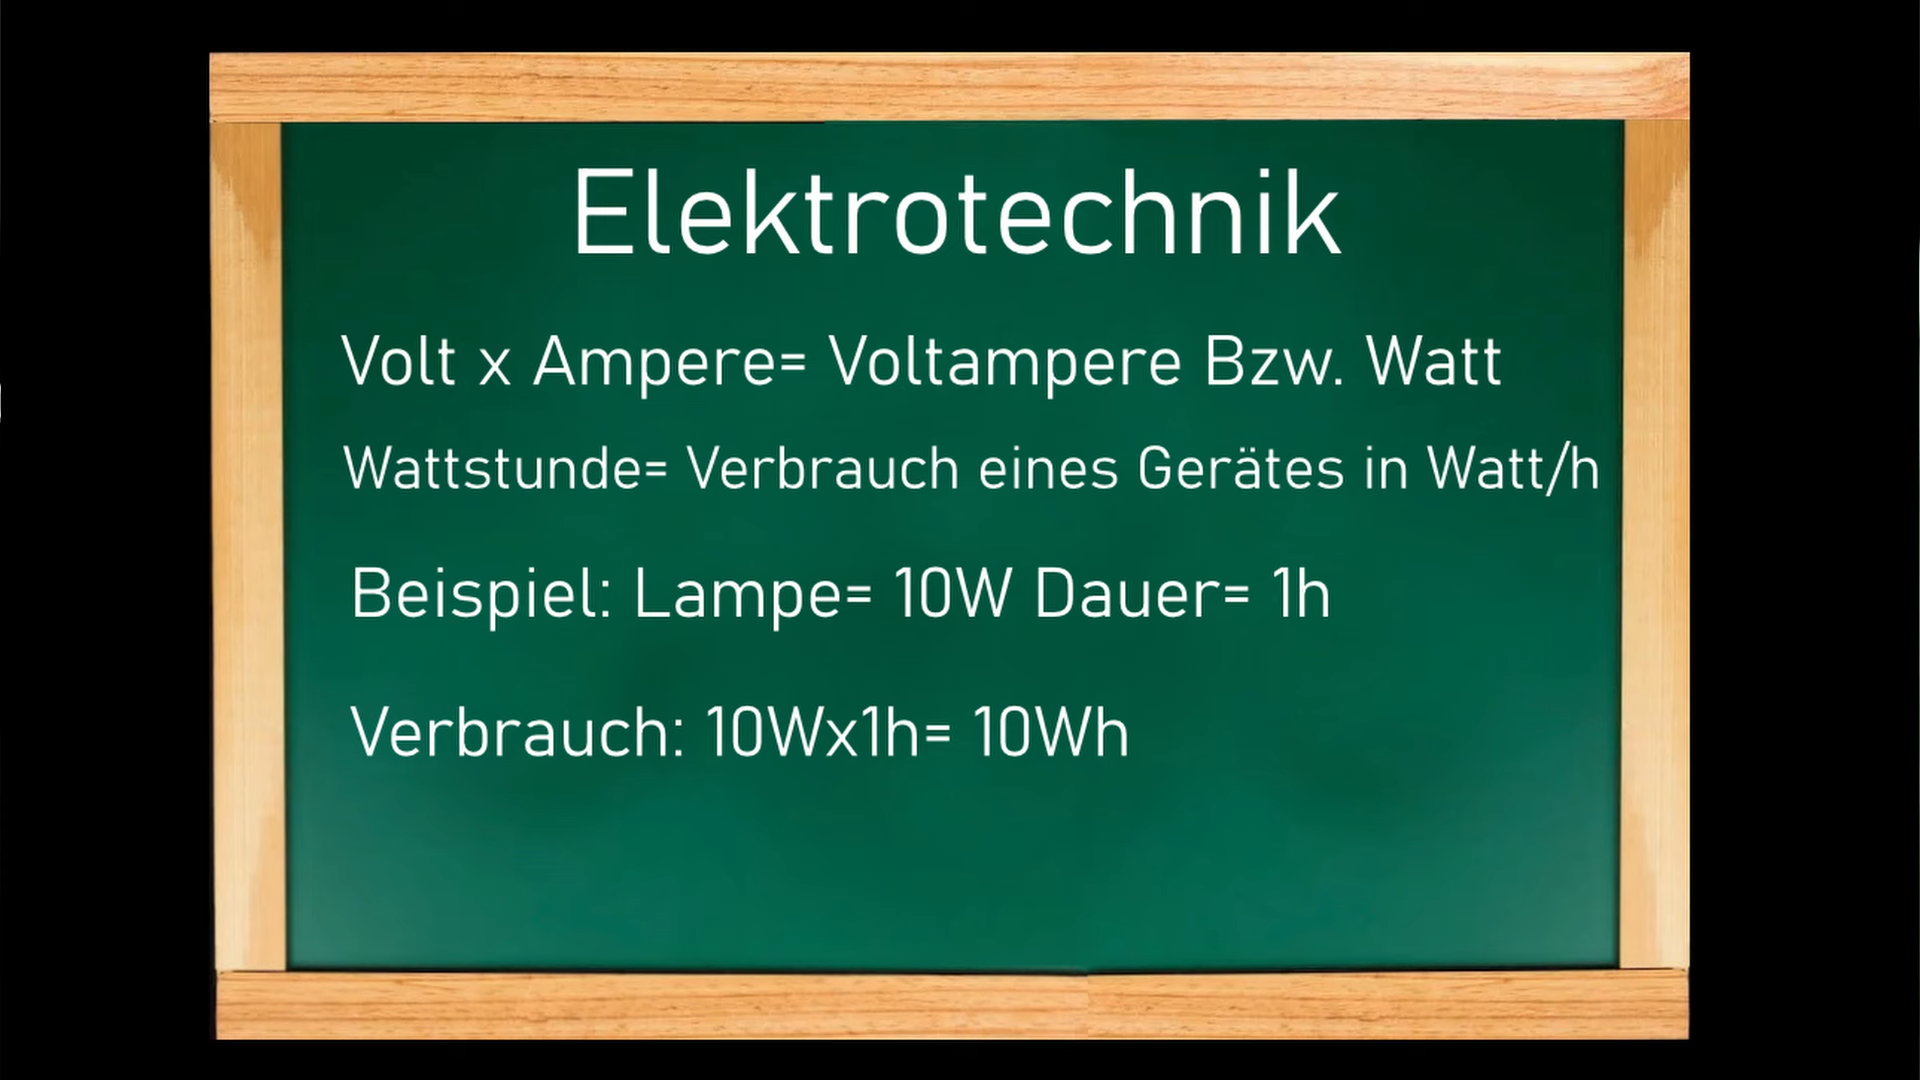 Elektrotechnik
Volt x Ampere= Voltampere Bzw. Watt
Wattstunde= Verbrauch eines Gerätes in Watt/h
Beispiel: Lampe= 10W Dauer= 1h
Verbrauch: 10Wx1h= 10Wh